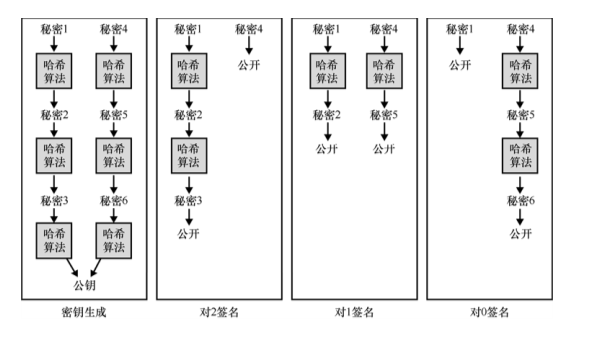 秘密1 秘密4
哈希算法 哈希算法
秘密2 秘密5
哈希算法 哈希算法
秘密3 秘密6
哈希算法 哈希算法
公钥
密钥生成
秘密1 秘密4
哈希算法 公开
秘密2
哈希算法
秘密3
公开
对2签名
秘密1 秘密4
哈希算法 哈希算法
秘密2 秘密5
公开 公开
对1签名
秘密1 秘密4
公开 哈希算法
秘密5
哈希算法
秘密6
公开
对0签名